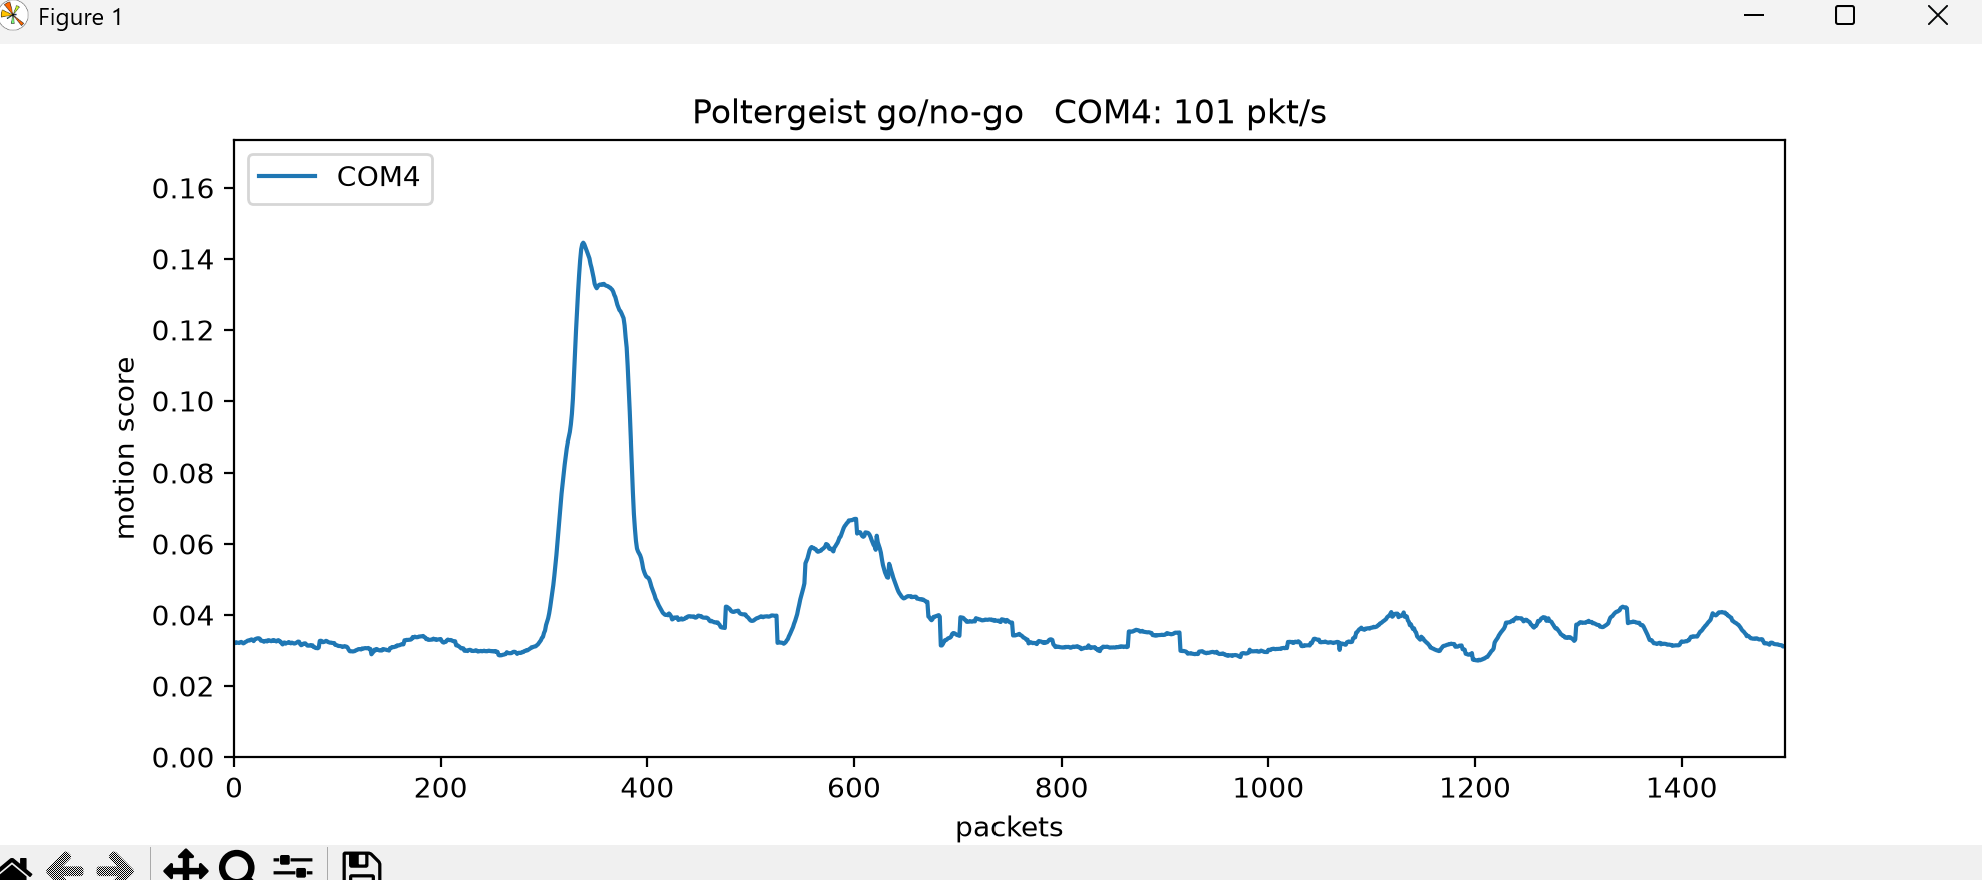 Figure 1
Poltergeist go/no-go   COM4: 101 pkt/s
COM4
motion score
0.16
0.14
0.12
0.10
0.08
0.06
0.04
0.02
0.00
0 200 400 600 800 1000 1200 1400
packets